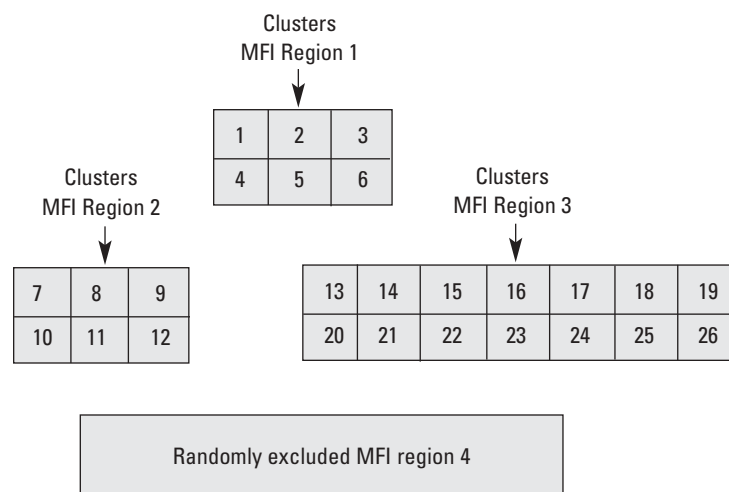 Clusters
MFI Region 1
1 2 3
4 5 6
Clusters
MFI Region 2
7 8 9
10 11 12
Clusters
MFI Region 3
13 14 15 16 17 18 19
20 21 22 23 24 25 26
Randomly excluded MFI region 4